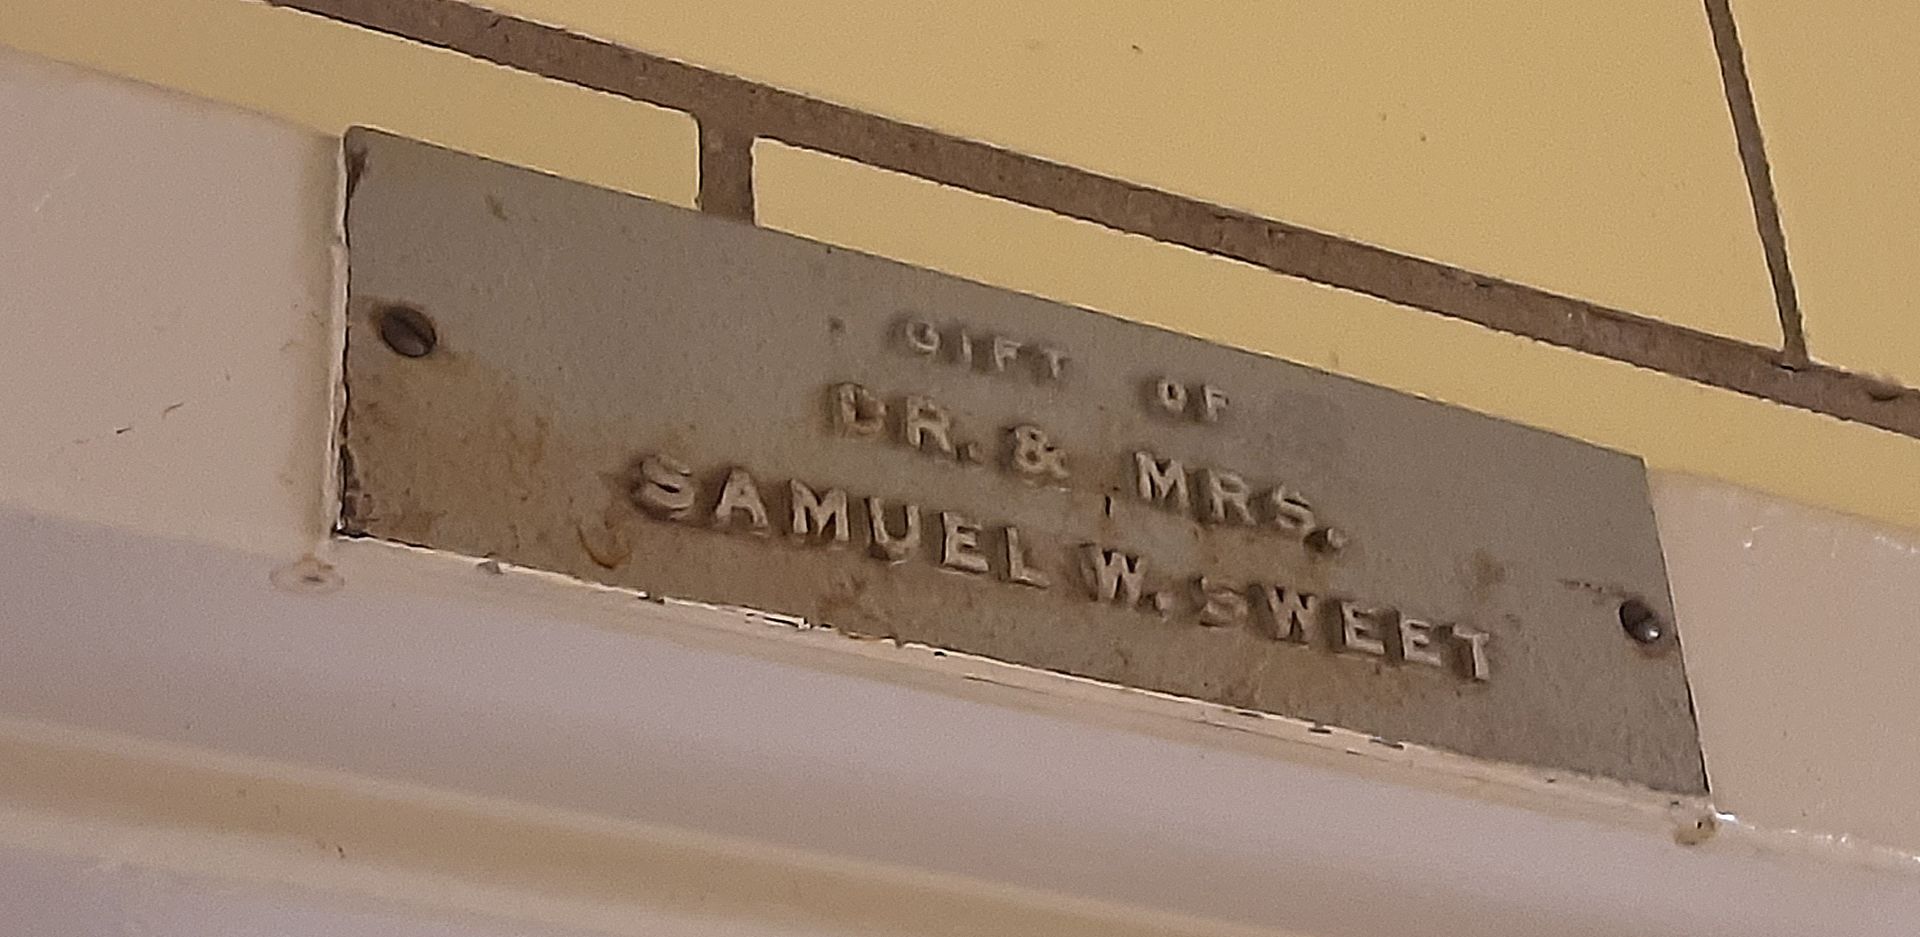 GIFT OF
DR. & MRS.
SAMUEL W. SWEET